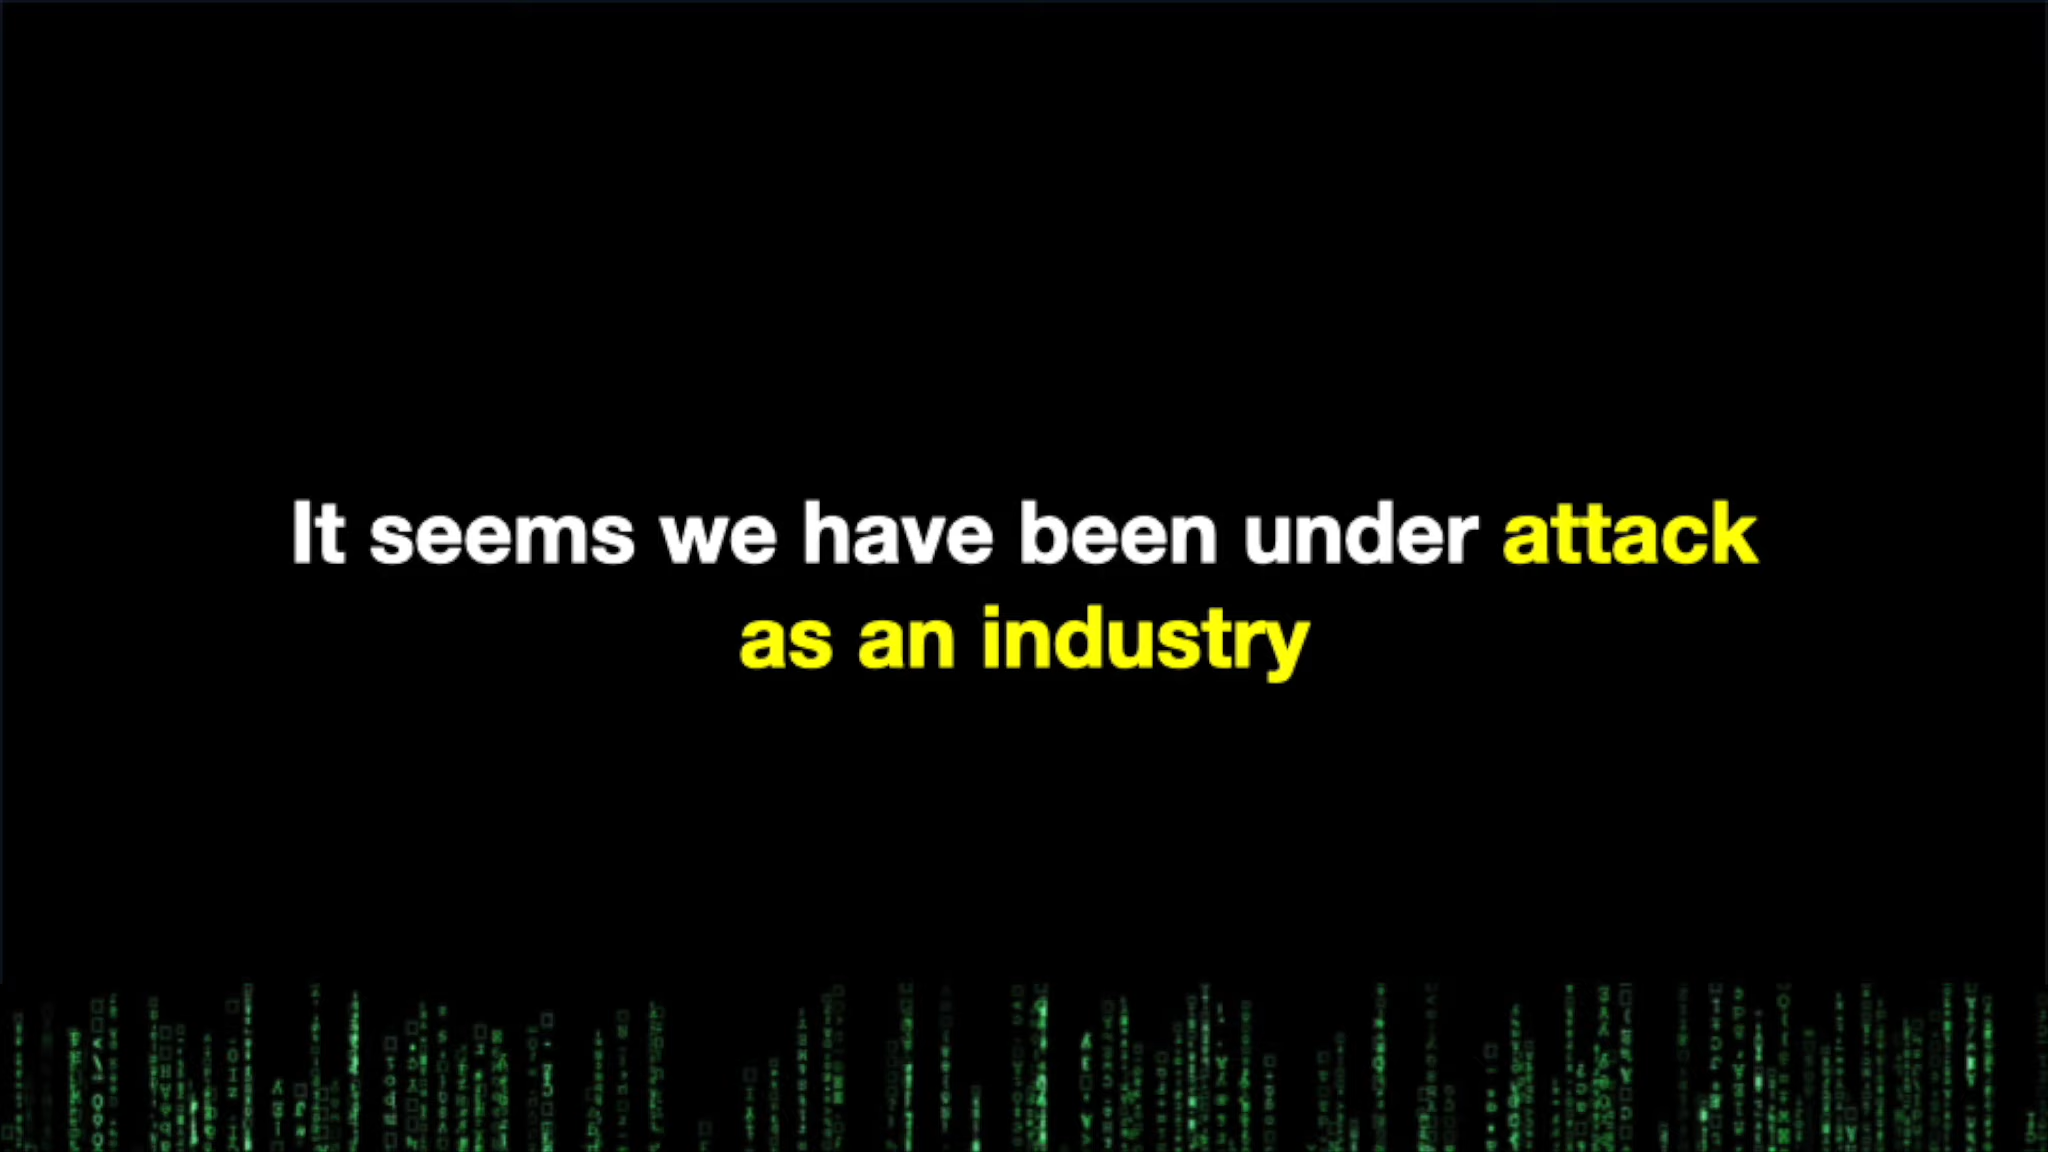 It seems we have been under attack
as an industry